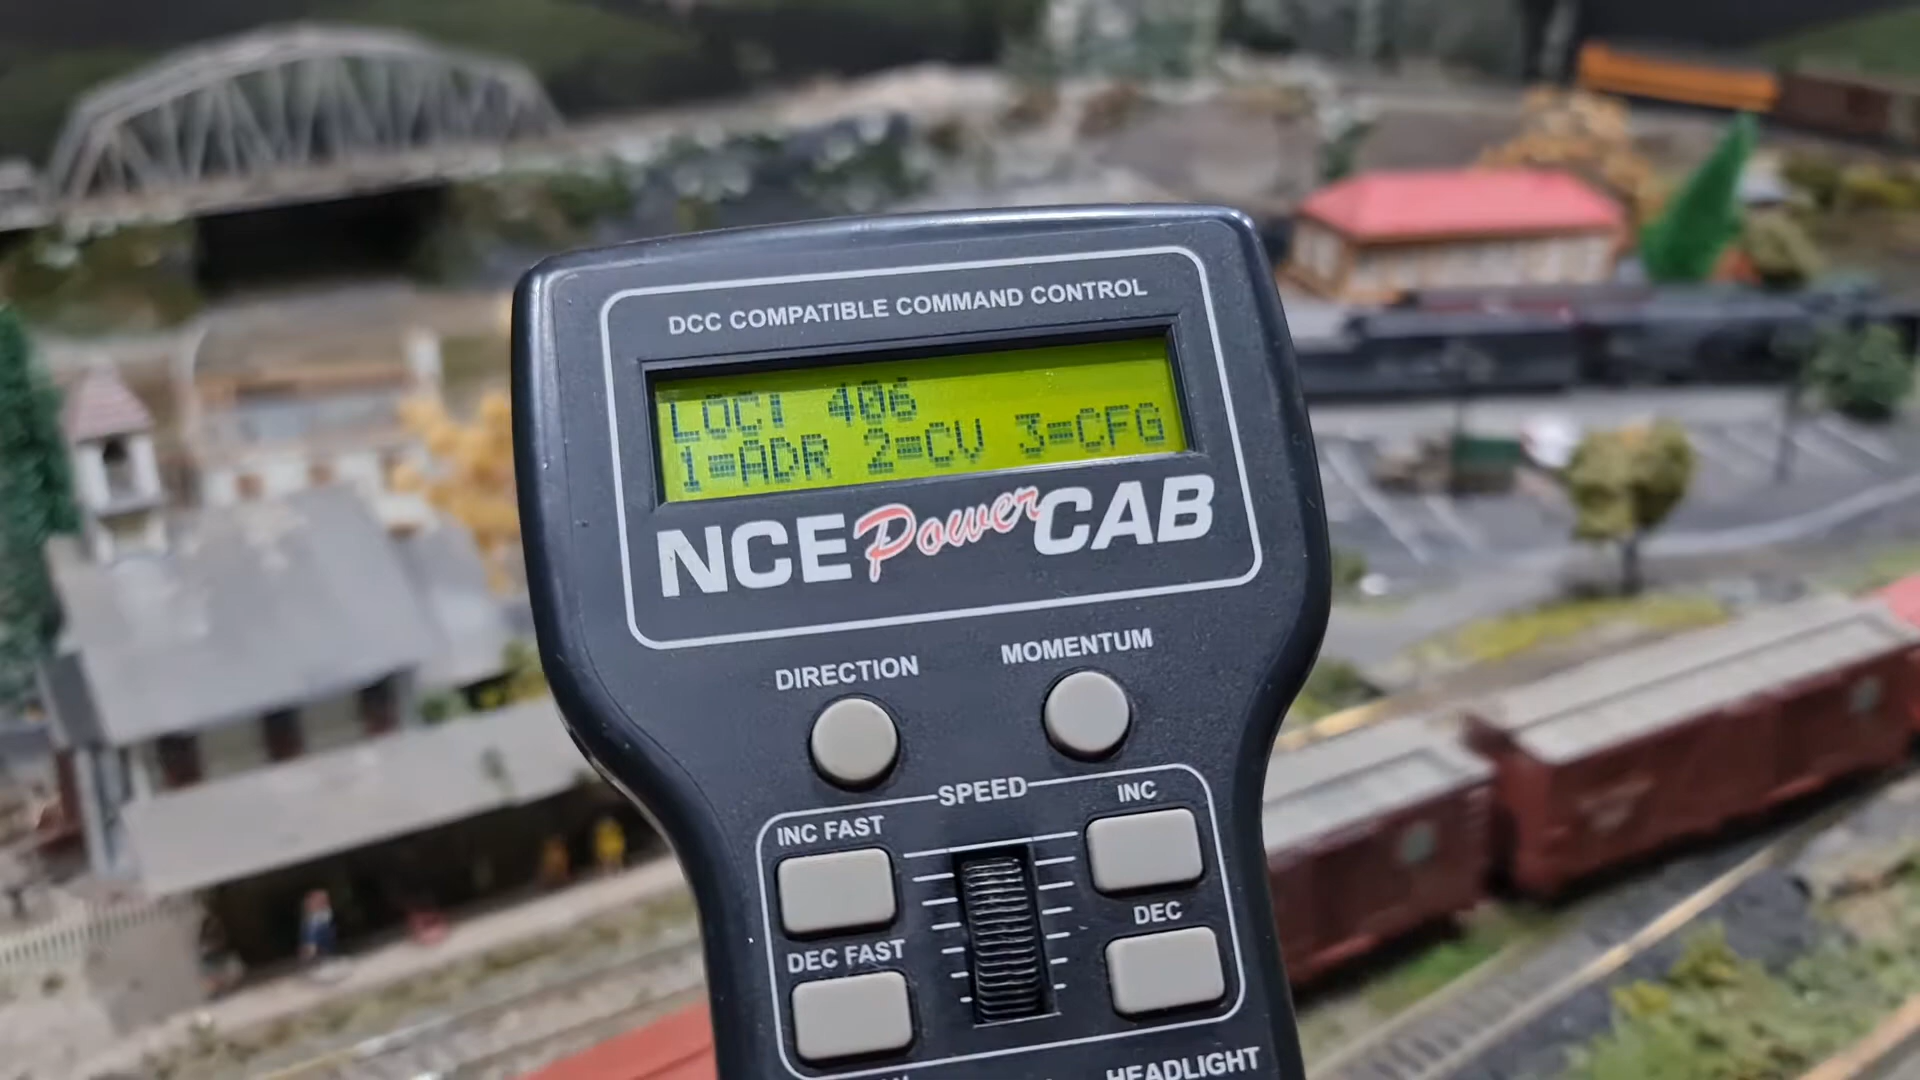 DCC COMPATIBLE COMMAND CONTROL
LOCI 406
1=ADR 2=CV 3=CFG
NCE Power CAB
DIRECTION
MOMENTUM
SPEED
INC FAST
INC
DEC FAST
DEC
HEADLIGHT